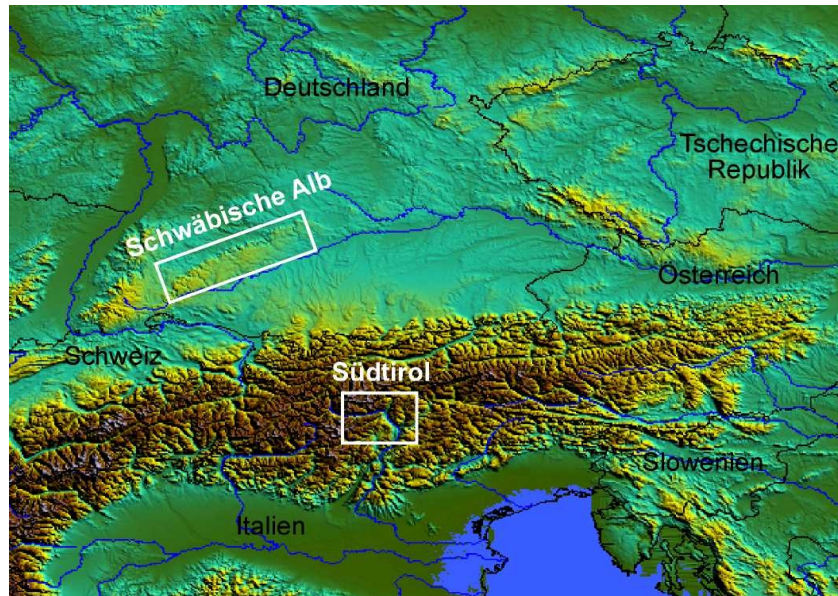 Deutschland
Tschechische
Republik
Schwäbische Alb
Österreich
Schweiz
Südtirol
Slowenien
Italien